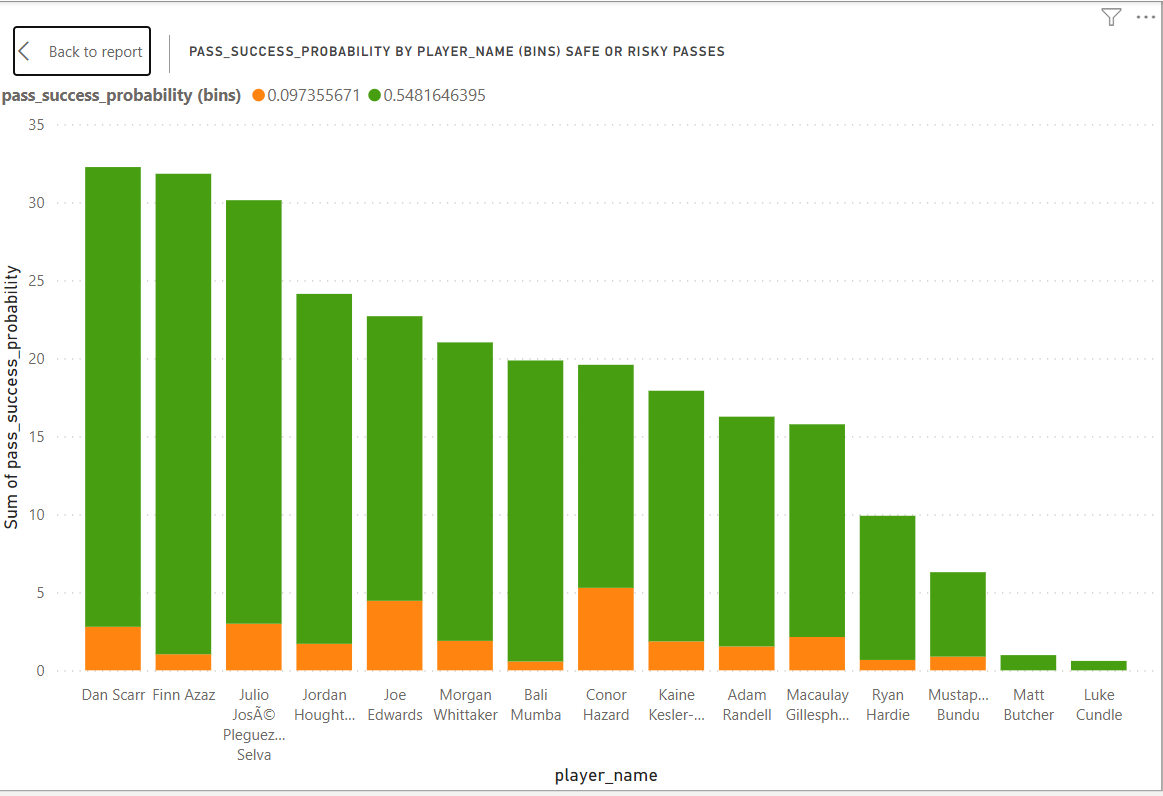 Back to report
PASS_SUCCESS_PROBABILITY BY PLAYER_NAME (BINS) SAFE OR RISKY PASSES
pass_success_probability (bins) 0.097355671 0.5481646395
35
30
25
20
15
10
5
0
Sum of pass_success_probability
Dan Scarr
Finn Azaz
Julio
JosÃ©
Pleguez...
Selva
Jordan
Hought...
Joe
Edwards
Morgan
Whittaker
Bali
Mumba
Conor
Hazard
Kaine
Kesler-...
Adam
Randell
Macaulay
Gillesph...
Ryan
Hardie
Mustap...
Bundu
Matt
Butcher
Luke
Cundle
player_name